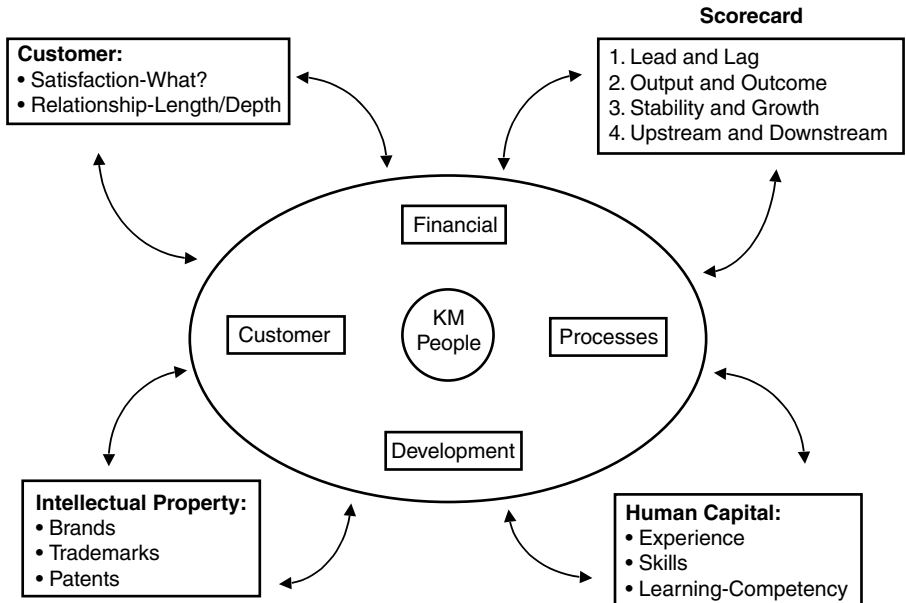 Scorecard
Customer:
• Satisfaction-What?
• Relationship-Length/Depth
1. Lead and Lag
2. Output and Outcome
3. Stability and Growth
4. Upstream and Downstream
Financial
Customer
KM
People
Processes
Development
Intellectual Property:
• Brands
• Trademarks
• Patents
Human Capital:
• Experience
• Skills
• Learning-Competency